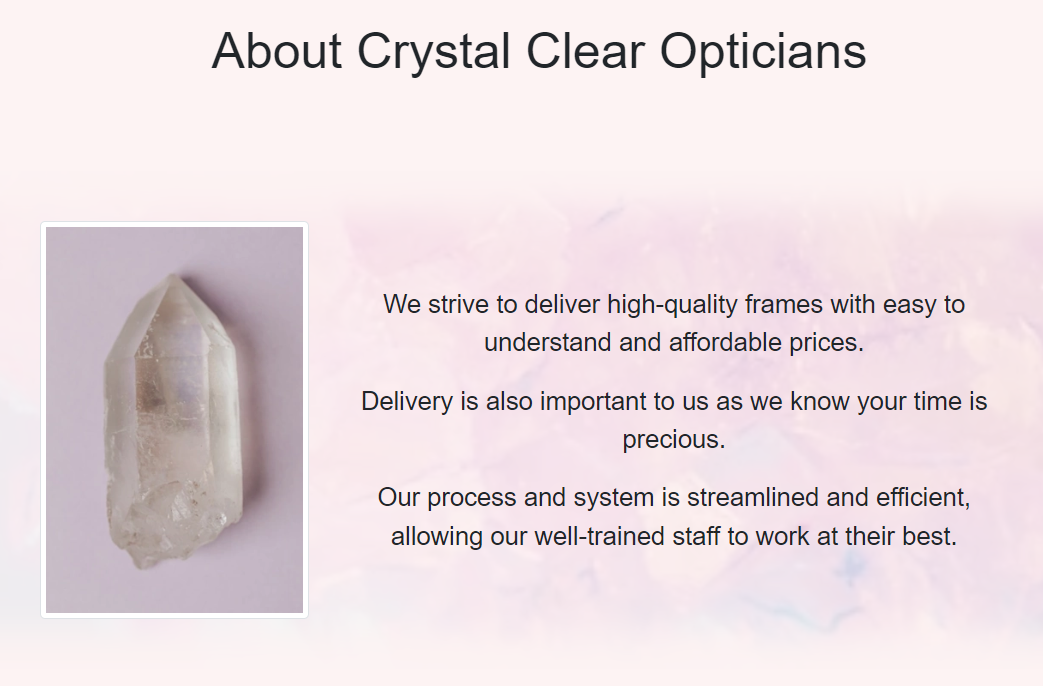 About Crystal Clear Opticians
We strive to deliver high-quality frames with easy to
understand and affordable prices.
Delivery is also important to us as we know your time is
precious.
Our process and system is streamlined and efficient,
allowing our well-trained staff to work at their best.